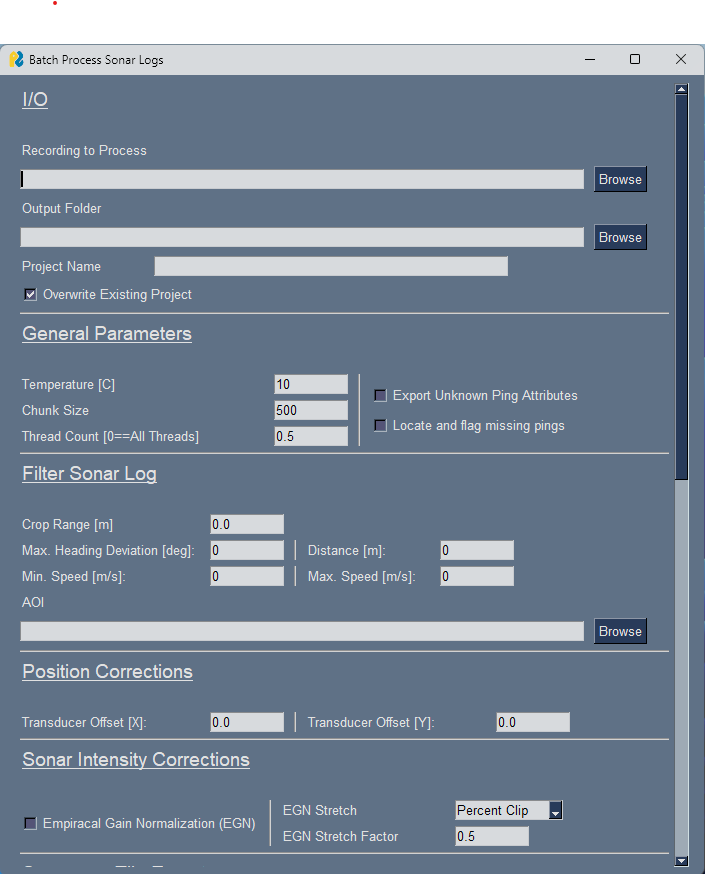 Batch Process Sonar Logs
I/O
Recording to Process
Browse
Output Folder
Browse
Project Name
Overwrite Existing Project
General Parameters
Temperature [C] 10
Export Unknown Ping Attributes
Chunk Size 500
Locate and flag missing pings
Thread Count [0==All Threads] 0.5
Filter Sonar Log
Crop Range [m] 0.0
Max. Heading Deviation [deg]: 0 Distance [m]: 0
Min. Speed [m/s]: 0 Max. Speed [m/s]: 0
AOI
Browse
Position Corrections
Transducer Offset [X]: 0.0 Transducer Offset [Y]: 0.0
Sonar Intensity Corrections
Empiracal Gain Normalization (EGN)
EGN Stretch Percent Clip
EGN Stretch Factor 0.5